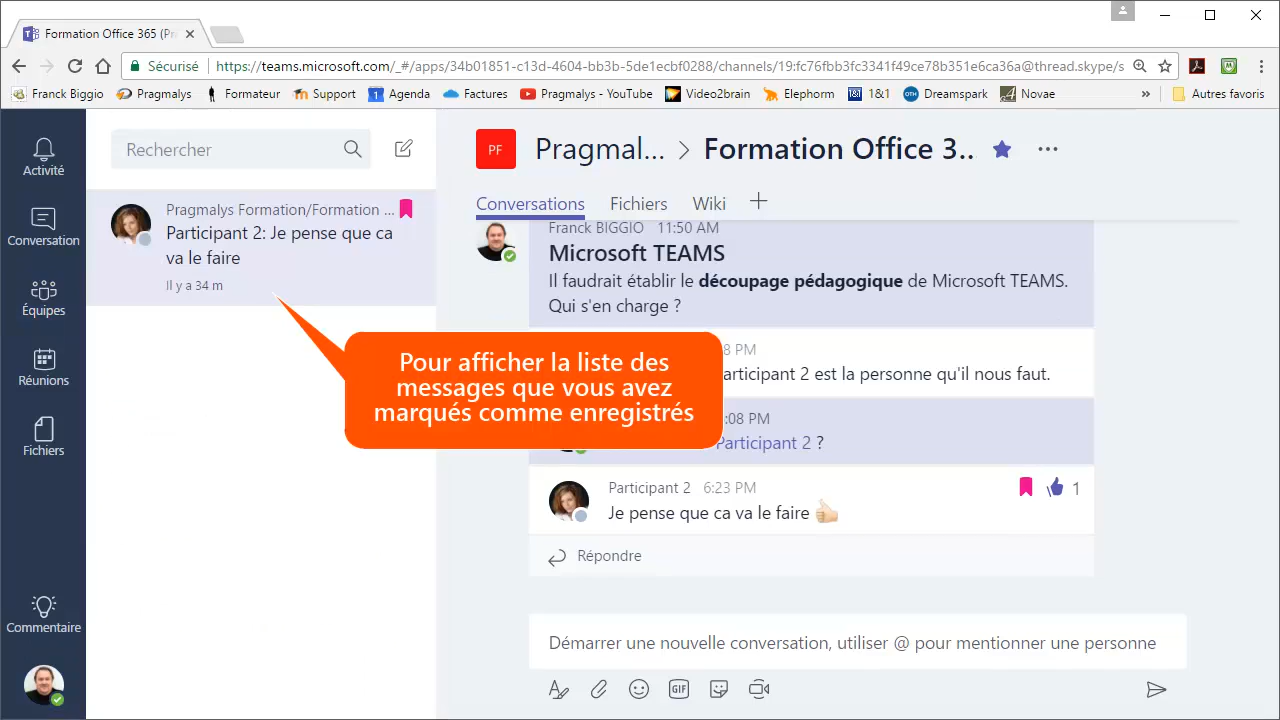 Formation Office 365 (Pr
Sécurisé
https://teams.microsoft.com/_#/apps/34b01851-c13d-4604-bb3b-5de1ecbf0288/channels/19:fc76fbb3fc3341f49ce78b351e6ca36a@thread.skype/s
Franck Biggio
Pragmalys
Formateur
Support
Agenda
Factures
Pragmalys - YouTube
Video2brain
Elephorm
1&1
Dreamspark
Novae
»
Autres favoris
Activité
Conversation
Équipes
Réunions
Fichiers
Commentaire
Rechercher
Pragmalys Formation/Formation ...
Participant 2: Je pense que ca
va le faire
Il y a 34 m
PF
Pragmal... > Formation Office 3..
Conversations
Fichiers
Wiki
Franck BIGGIO 11:50 AM
Microsoft TEAMS
Il faudrait établir le découpage pédagogique de Microsoft TEAMS.
Qui s'en charge ?
8 PM
articipant 2 est la personne qu'il nous faut.
:08 PM
Participant 2 ?
Participant 2 6:23 PM
1
Je pense que ca va le faire
Répondre
Pour afficher la liste des
messages que vous avez
marqués comme enregistrés
Démarrer une nouvelle conversation, utiliser @ pour mentionner une personne
GIF